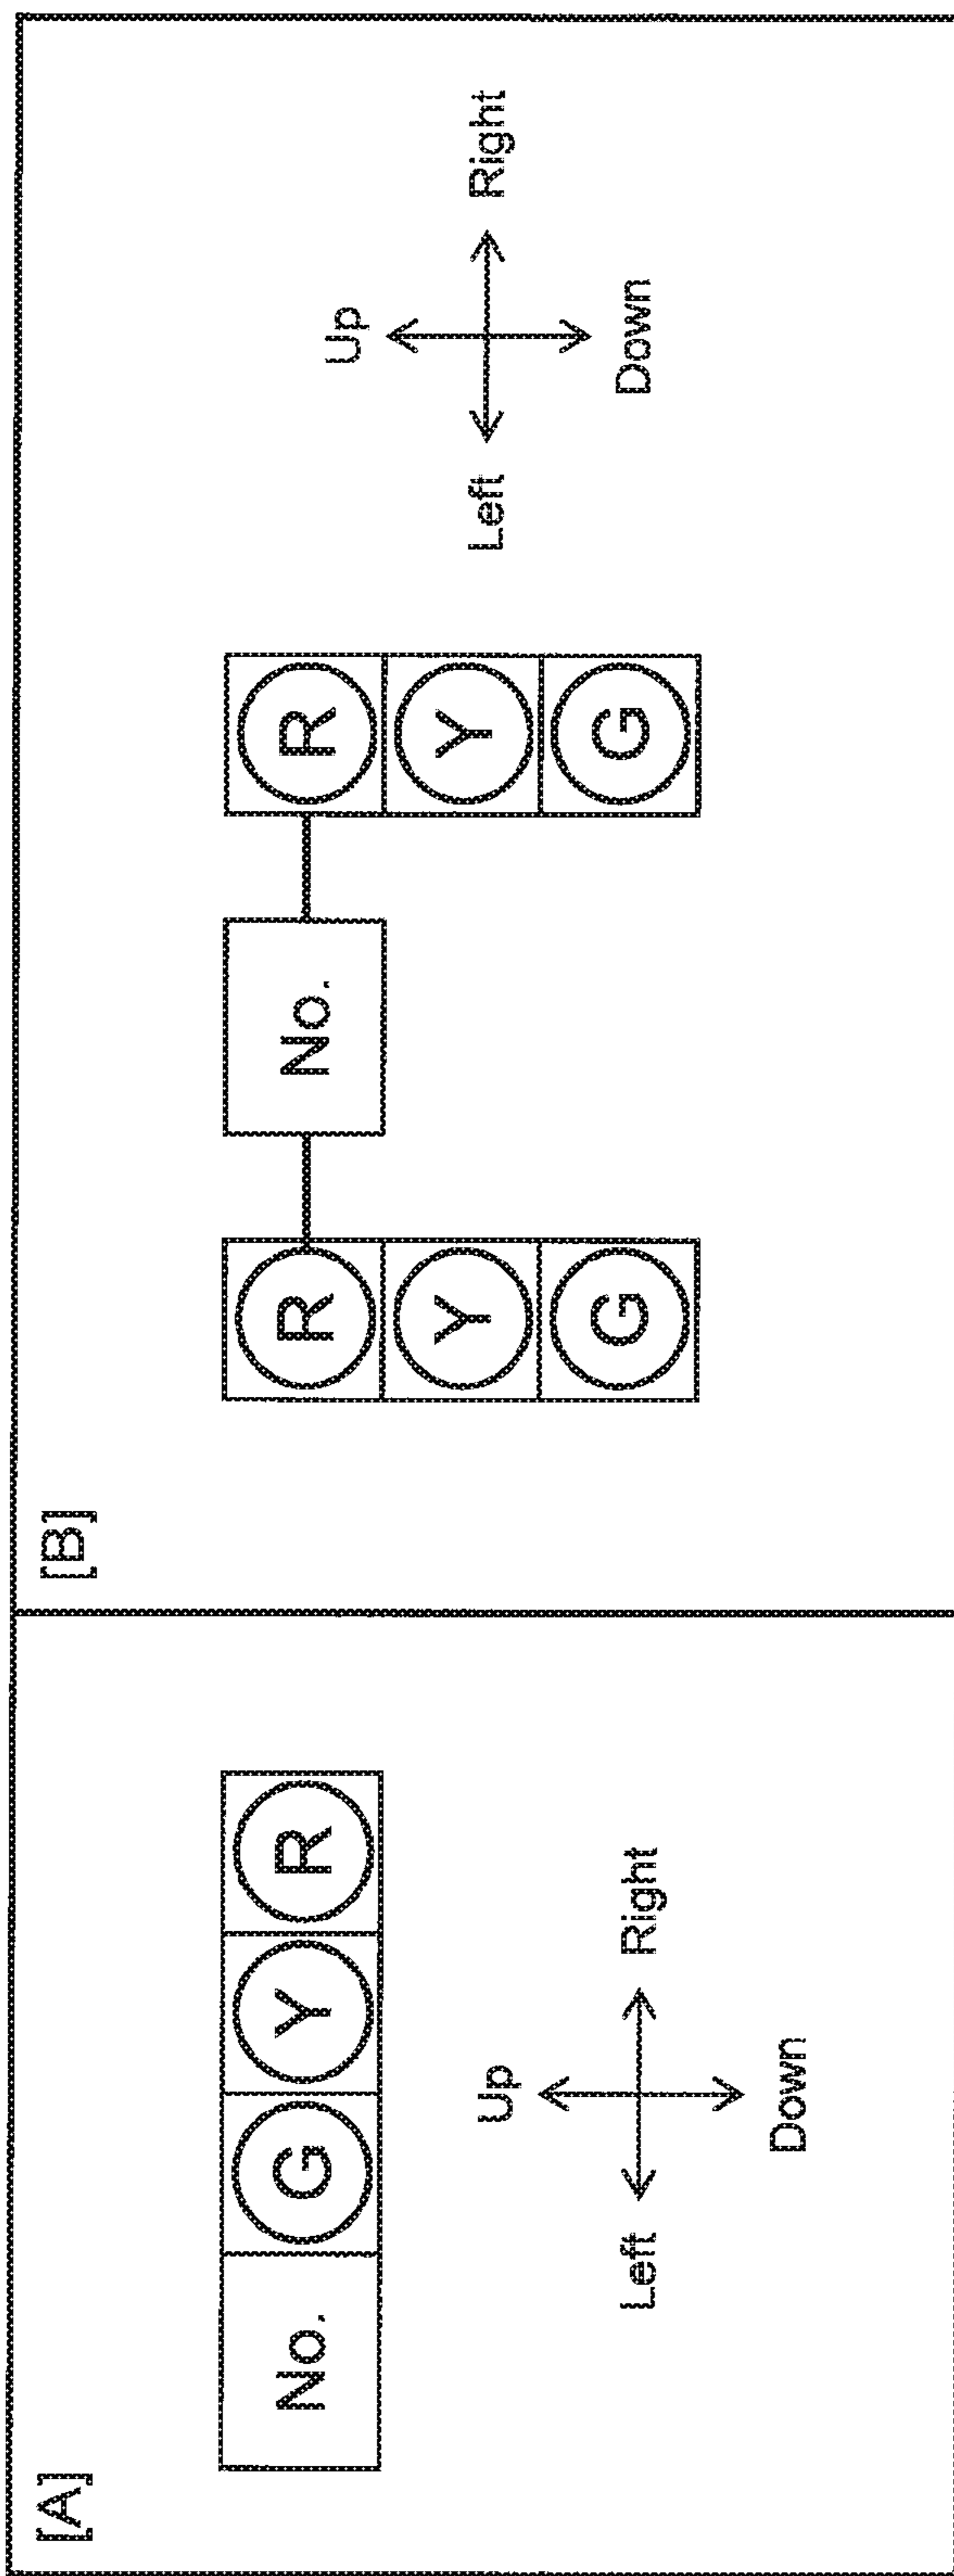 [A]
No. G Y R
Up
Left Right
Down
[B]
R No. R
Y Y
G G
Up
Left Right
Down